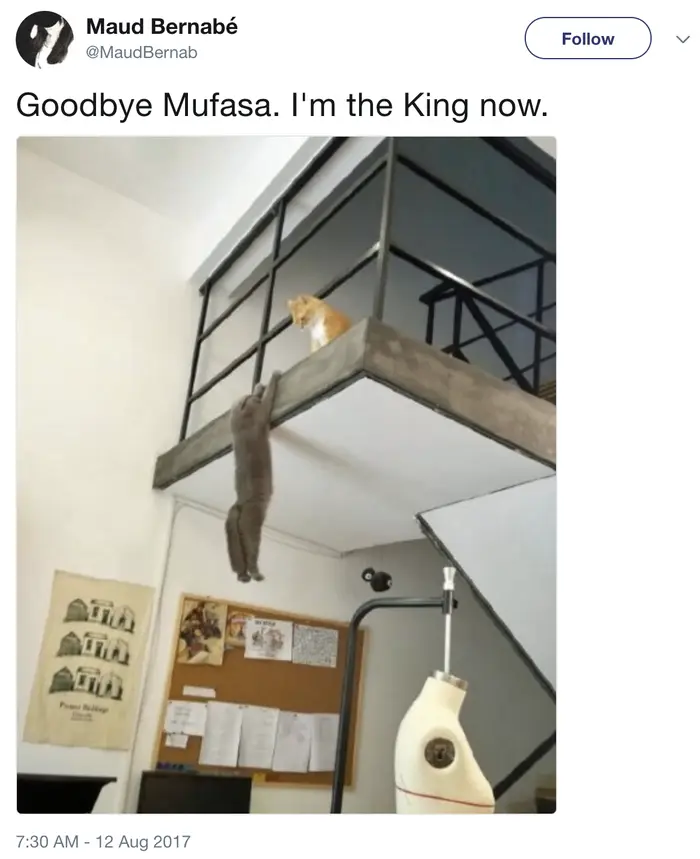 Maud Bernabé
@MaudBernab
Follow
Goodbye Mufasa. I'm the King now.
7:30 AM - 12 Aug 2017